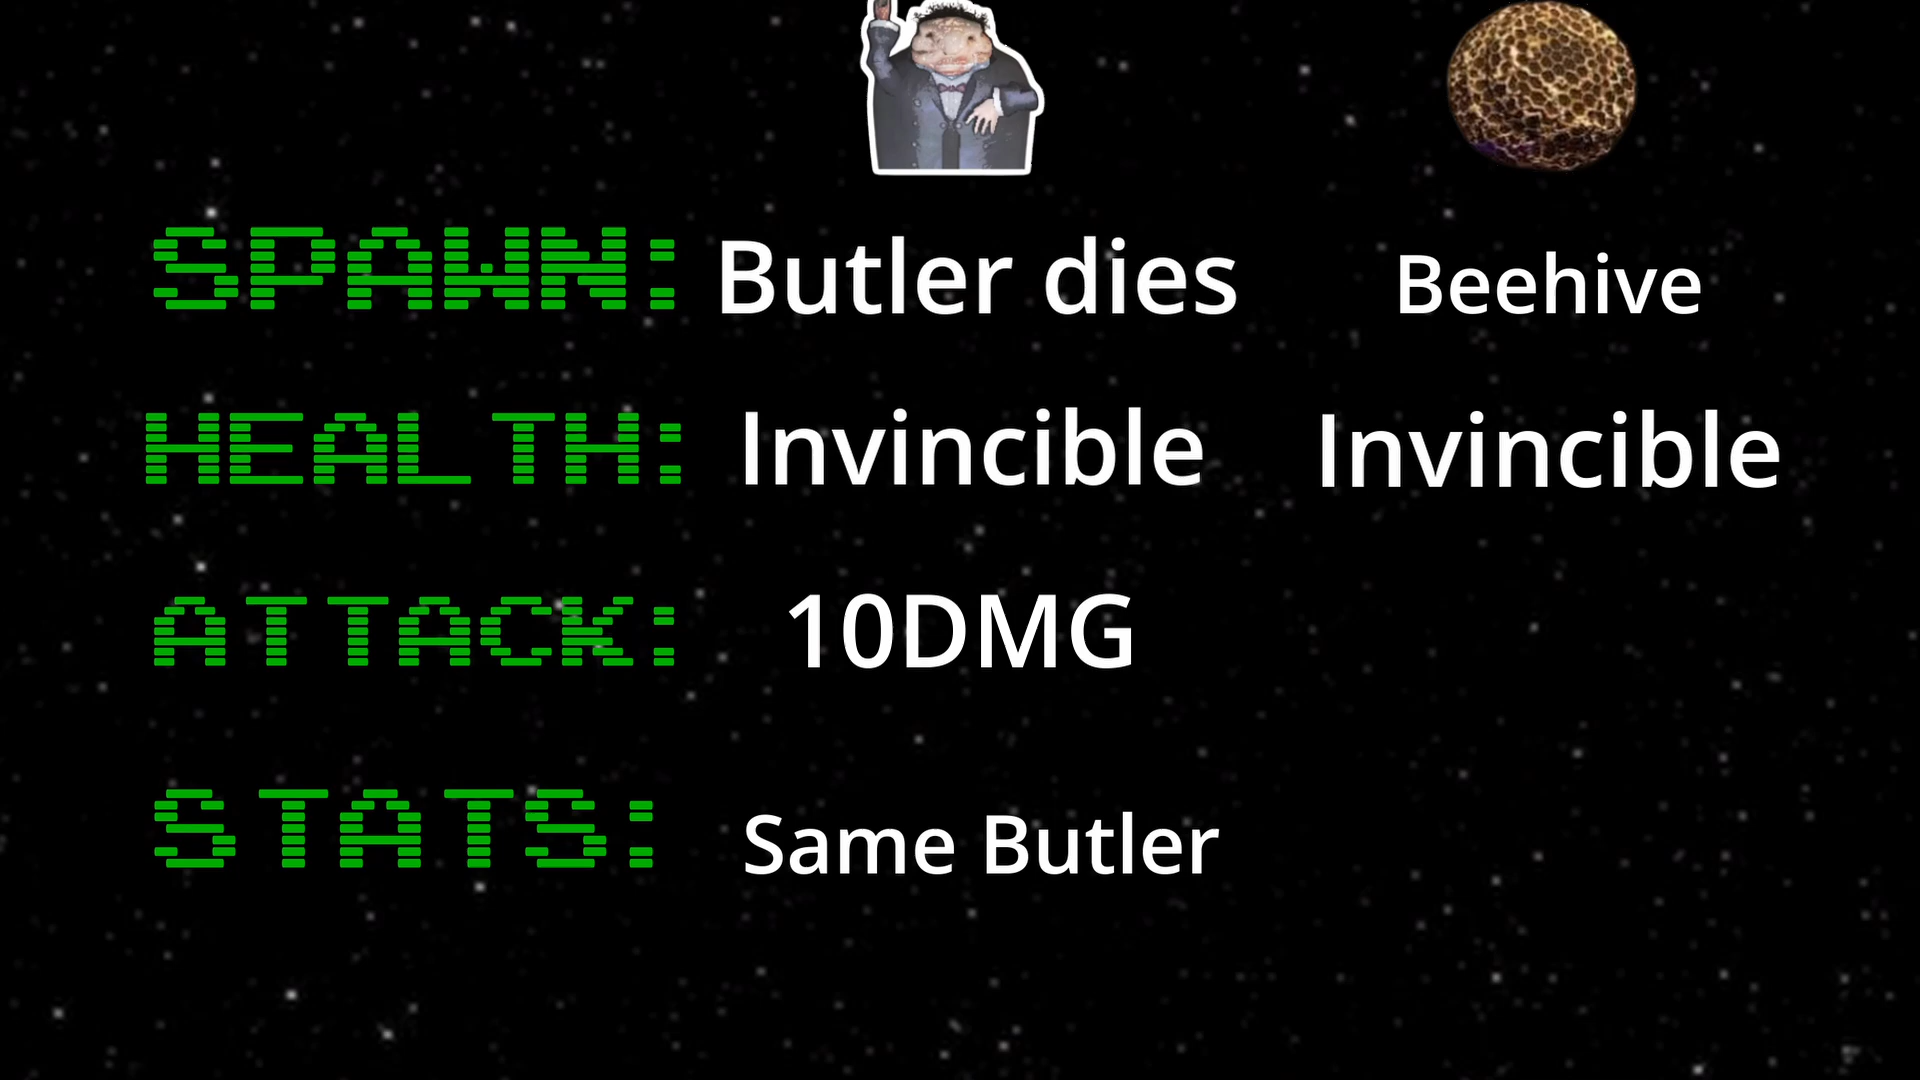 SPAWN: Butler dies Beehive
HEALTH: Invincible Invincible
ATTACK: 10DMG
STATS: Same Butler